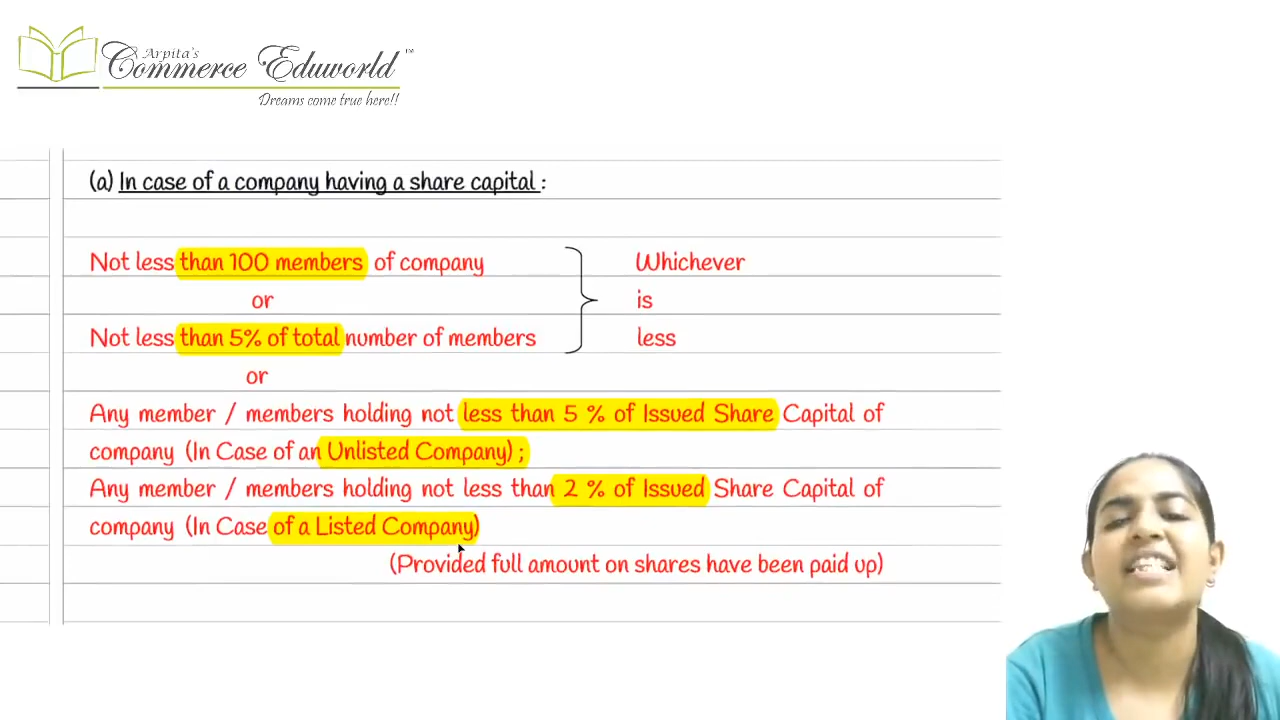 Arpita's
Commerce Eduworld™
Dreams come true here!!
(a) In case of a company having a share capital :
Not less than 100 members of company
or
Not less than 5% of total number of members
Whichever
is
less
or
Any member / members holding not less than 5 % of Issued Share Capital of
company (In Case of an Unlisted Company) ;
Any member / members holding not less than 2 % of Issued Share Capital of
company (In Case of a Listed Company)
(Provided full amount on shares have been paid up)